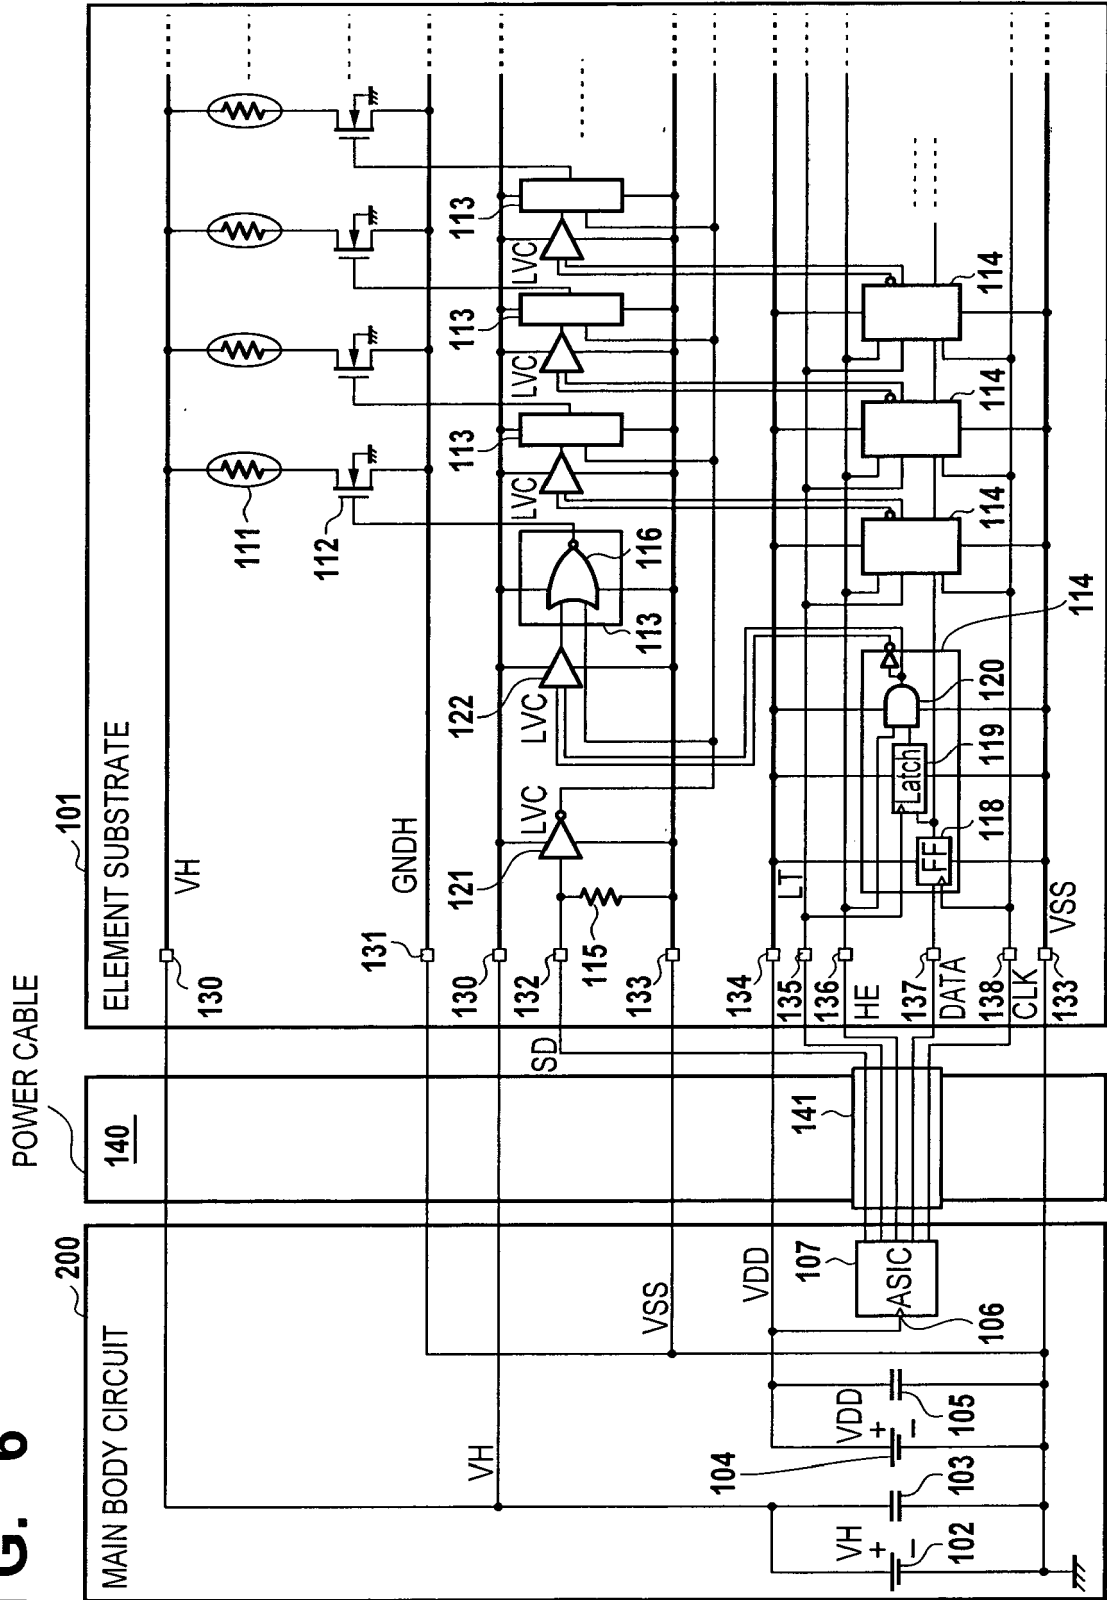 G. 6
POWER CABLE
200
MAIN BODY CIRCUIT
140
101
ELEMENT SUBSTRATE
VH
130
VH
GNDH
131
111
112
130
SD
132
115
121
LVC
122
LVC
113
116
LVC
113
LVC
113
LVC
113
VSS
133
VDD
134
LT
135
136
HE
137
DATA
138
CLK
133
VSS
141
107
ASIC
106
VDD
+
−
104
105
VH
+
−
102
103
FF
118
Latch
119
120
114
114
114
114